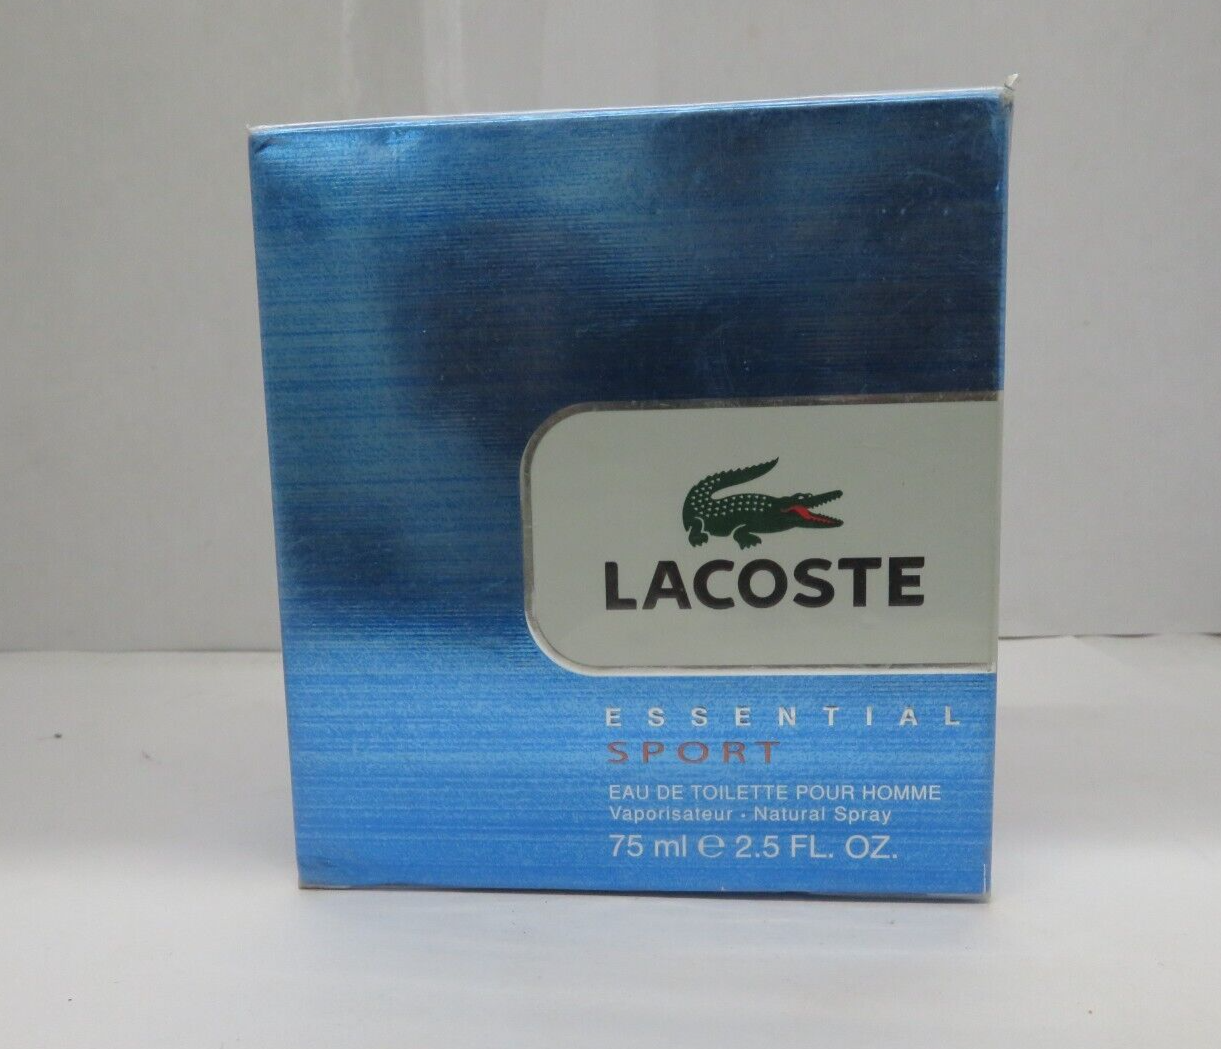 LACOSTE
ESSENTIAL
SPORT
EAU DE TOILETTE POUR HOMME
Vaporisateur · Natural Spray
75 ml ℮ 2.5 FL. OZ.